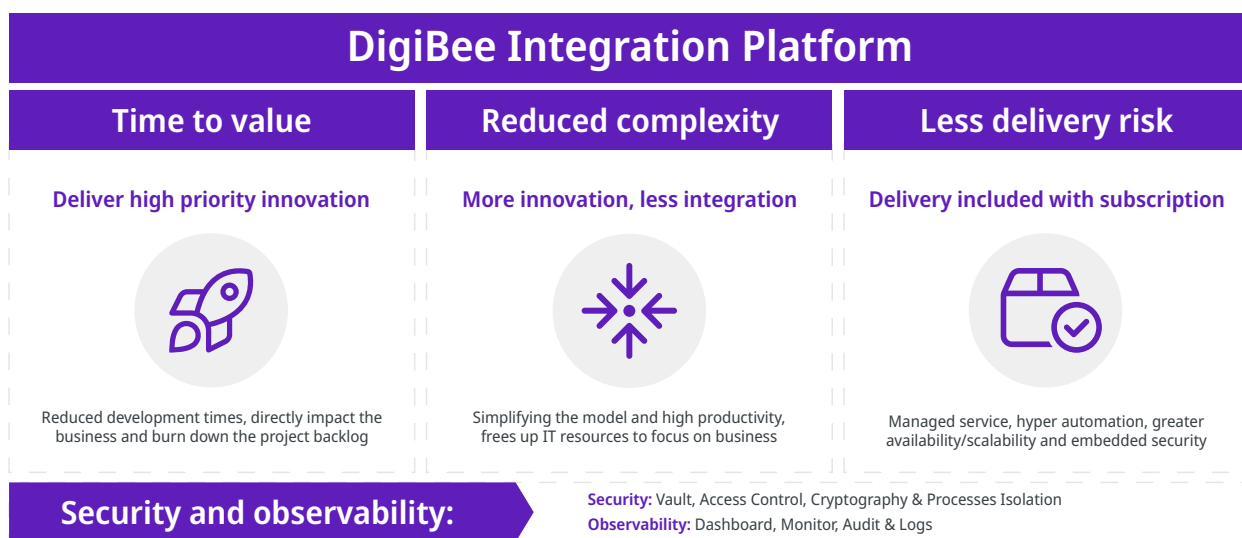 DigiBee Integration Platform
Time to value
Deliver high priority innovation
Reduced development times, directly impact the
business and burn down the project backlog
Reduced complexity
More innovation, less integration
Simplifying the model and high productivity,
frees up IT resources to focus on business
Less delivery risk
Delivery included with subscription
Managed service, hyper automation, greater
availability/scalability and embedded security
Security and observability:
Security: Vault, Access Control, Cryptography & Processes Isolation
Observability: Dashboard, Monitor, Audit & Logs